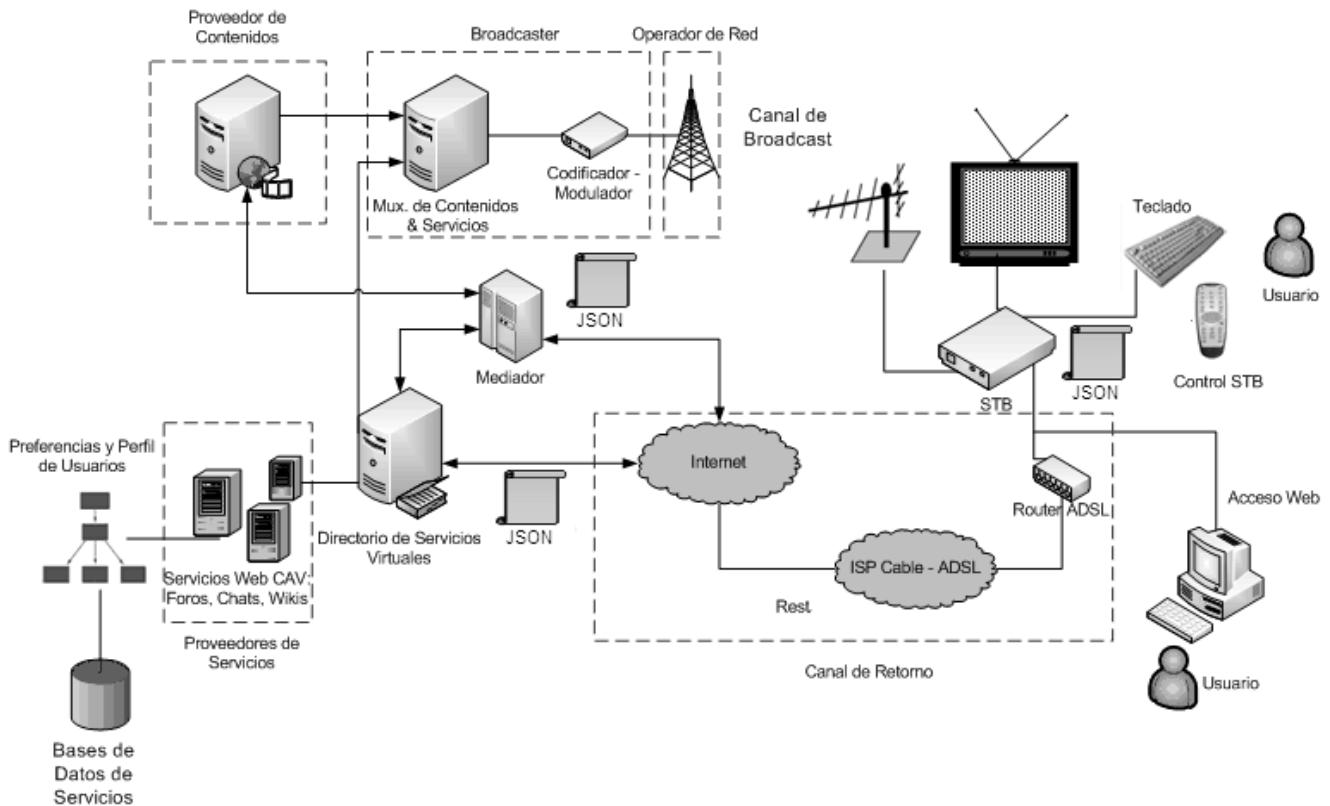 Proveedor de
Contenidos
Broadcaster
Operador de Red
Canal de
Broadcast
Codificador -
Modulador
Mux. de Contenidos
& Servicios
Teclado
Usuario
JSON
Mediador
STB
JSON
Control STB
Preferencias y Perfil
de Usuarios
Internet
Router ADSL
Acceso Web
Directorio de Servicios
Virtuales
JSON
ISP Cable - ADSL
Servicios Web CAV:
Foros, Chats, Wikis
Rest
Proveedores de
Servicios
Canal de Retorno
Usuario
Bases de
Datos de
Servicios